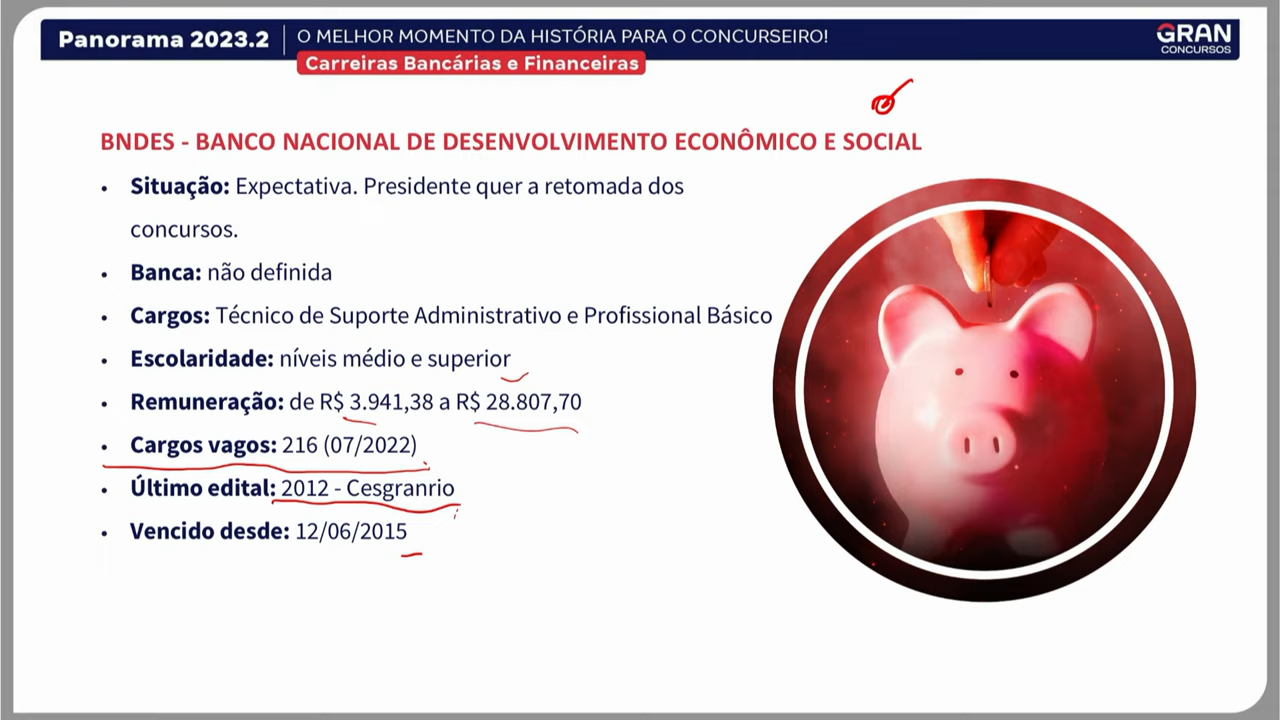 Panorama 2023.2
O MELHOR MOMENTO DA HISTÓRIA PARA O CONCURSEIRO!
Carreiras Bancárias e Financeiras
GRAN
CONCURSOS
BNDES - BANCO NACIONAL DE DESENVOLVIMENTO ECONÔMICO E SOCIAL
• Situação: Expectativa. Presidente quer a retomada dos
concursos.
• Banca: não definida
• Cargos: Técnico de Suporte Administrativo e Profissional Básico
• Escolaridade: níveis médio e superior
• Remuneração: de R$ 3.941,38 a R$ 28.807,70
• Cargos vagos: 216 (07/2022)
• Último edital: 2012 - Cesgranrio
• Vencido desde: 12/06/2015